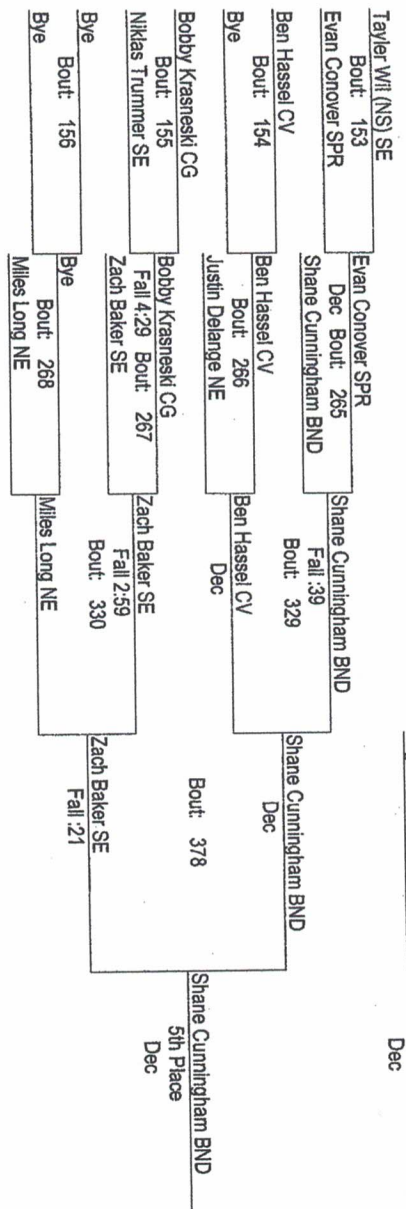 Tayler Wil (NS) SE
Bout: 153
Evan Conover SPR
Ben Hassel CV
Bout: 154
Bye
Bobby Krasneski CG
Bout: 155
Niklas Trummer SE
Bye
Bout: 156
Bye
Evan Conover SPR
Dec Bout: 265
Shane Cunningham BND
Ben Hassel CV
Bout: 266
Justin Delange NE
Bobby Krasneski CG
Fall 4:29 Bout: 267
Zach Baker SE
Bye
Bout: 268
Miles Long NE
Shane Cunningham BND
Fall :39
Bout: 329
Ben Hassel CV
Dec
Zach Baker SE
Fall 2:59
Bout: 330
Miles Long NE
Shane Cunningham BND
Dec
Bout: 378
Zach Baker SE
Fall :21
Shane Cunningham BND
5th Place
Dec
Dec